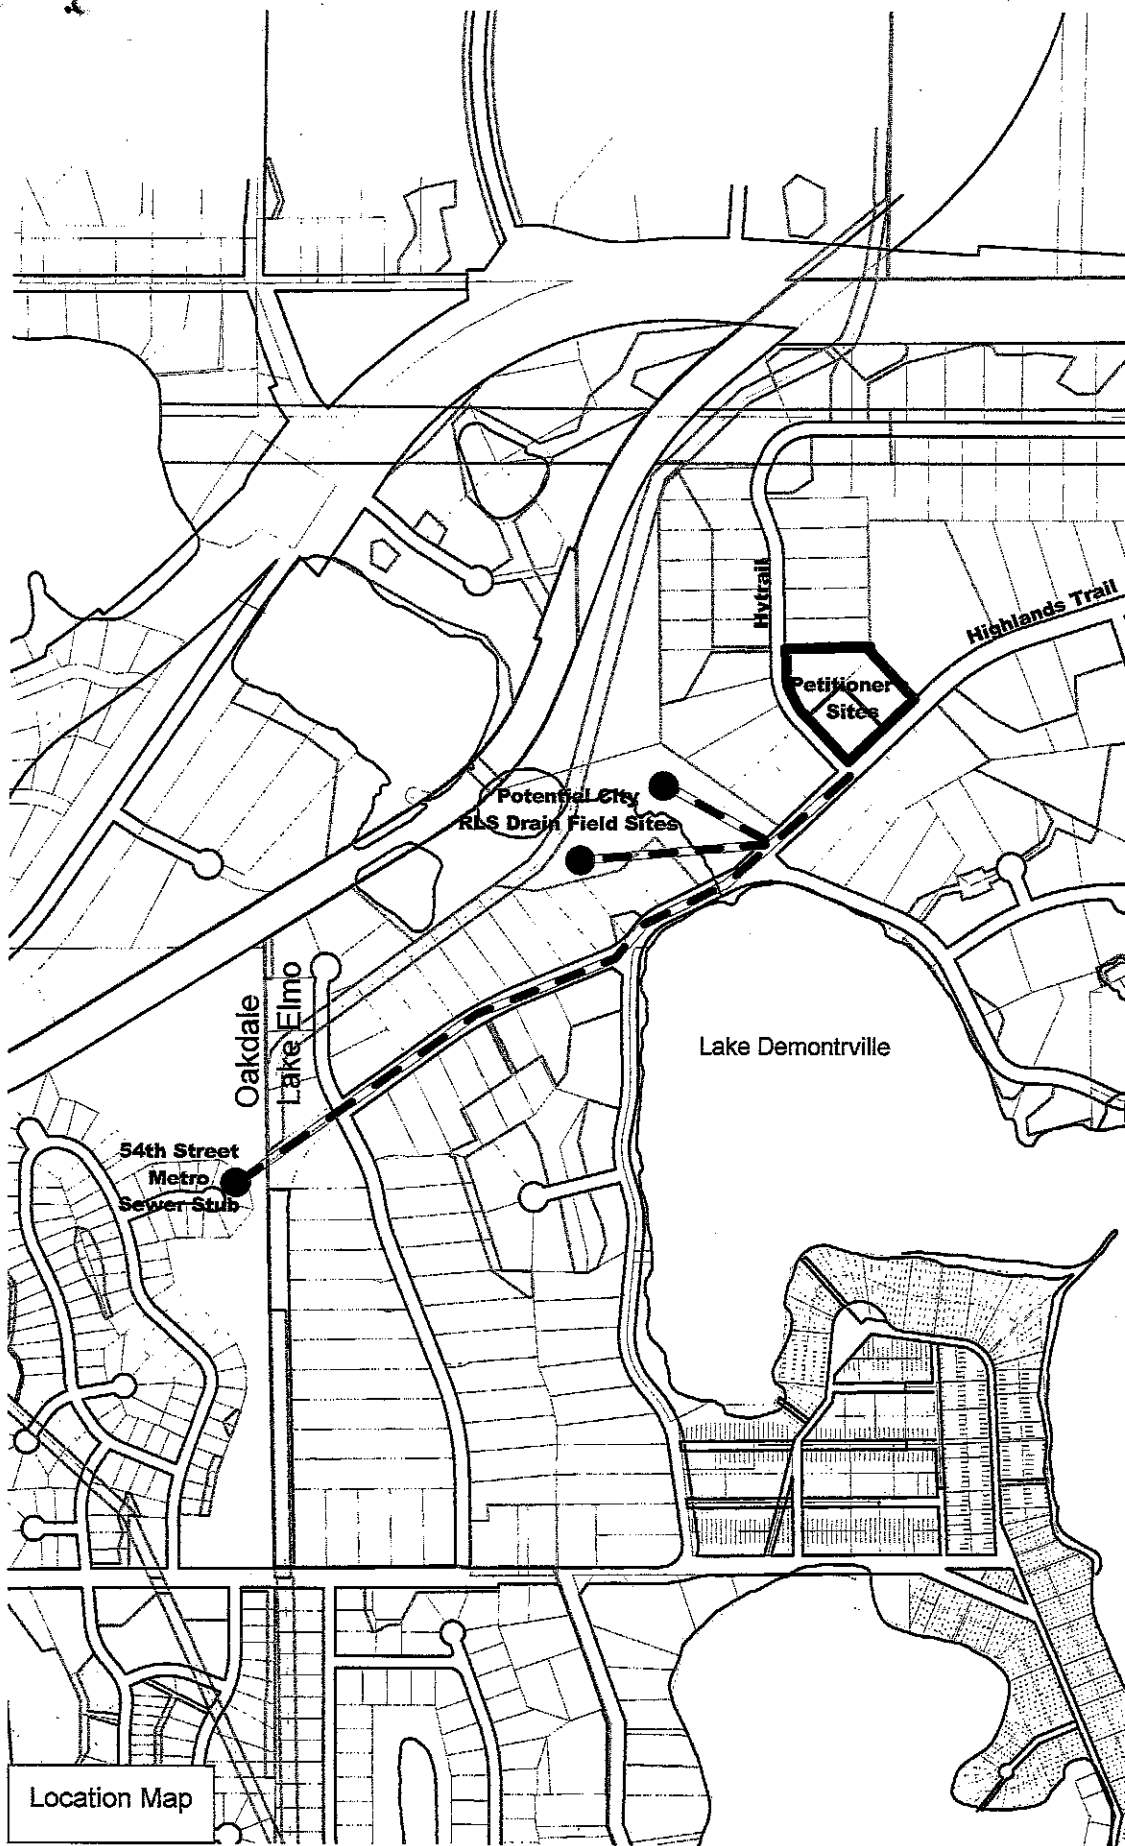 Hytrail
Highlands Trail
Petitioner's
Sites
Potential City
RLS Drain Field Sites
Oakdale
Lake Elmo
Lake Demontrville
54th Street
Metro
Sewer Stub
Location Map